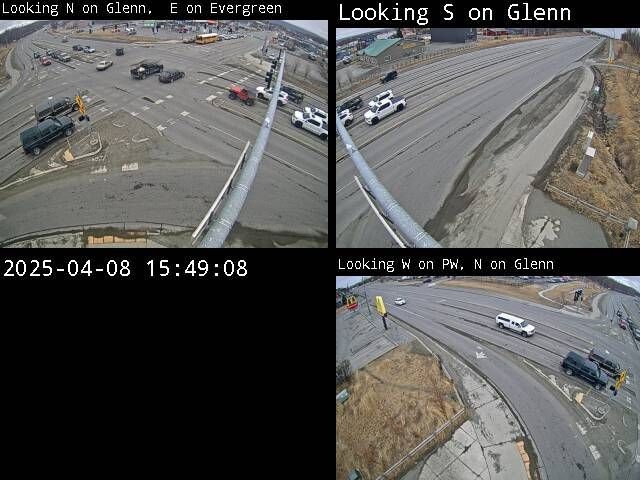 Looking N on Glenn,  E on Evergreen
Looking S on Glenn
2025-04-08 15:49:08
Looking W on PW, N on Glenn